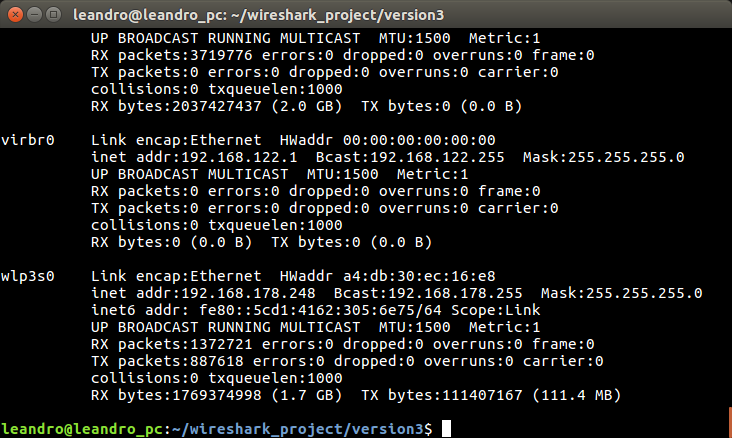 leandro@leandro_pc: ~/wireshark_project/version3
UP BROADCAST RUNNING MULTICAST  MTU:1500  Metric:1
RX packets:3719776 errors:0 dropped:0 overruns:0 frame:0
TX packets:0 errors:0 dropped:0 overruns:0 carrier:0
collisions:0 txqueuelen:1000
RX bytes:2037427437 (2.0 GB)  TX bytes:0 (0.0 B)
virbr0    Link encap:Ethernet  HWaddr 00:00:00:00:00:00
inet addr:192.168.122.1  Bcast:192.168.122.255  Mask:255.255.255.0
UP BROADCAST MULTICAST  MTU:1500  Metric:1
RX packets:0 errors:0 dropped:0 overruns:0 frame:0
TX packets:0 errors:0 dropped:0 overruns:0 carrier:0
collisions:0 txqueuelen:1000
RX bytes:0 (0.0 B)  TX bytes:0 (0.0 B)
wlp3s0    Link encap:Ethernet  HWaddr a4:db:30:ec:16:e8
inet addr:192.168.178.248  Bcast:192.168.178.255  Mask:255.255.255.0
inet6 addr: fe80::5cd1:4162:305:6e75/64 Scope:Link
UP BROADCAST RUNNING MULTICAST  MTU:1500  Metric:1
RX packets:1372721 errors:0 dropped:0 overruns:0 frame:0
TX packets:887618 errors:0 dropped:0 overruns:0 carrier:0
collisions:0 txqueuelen:1000
RX bytes:1769374998 (1.7 GB)  TX bytes:111407167 (111.4 MB)
leandro@leandro_pc:~/wireshark_project/version3$